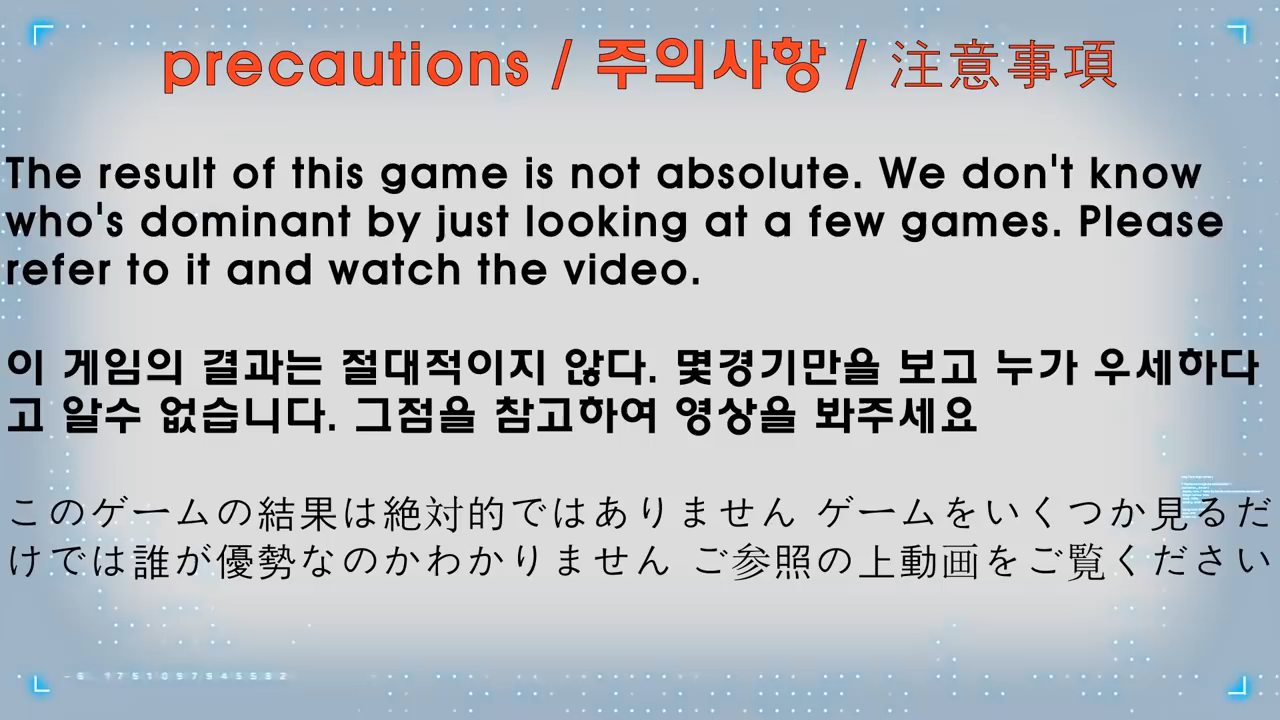 precautions / 주의사항 / 注意事項
The result of this game is not absolute. We don't know
who's dominant by just looking at a few games. Please
refer to it and watch the video.
이 게임의 결과는 절대적이지 않다. 몇경기만을 보고 누가 우세하다
고 알수 없습니다. 그점을 참고하여 영상을 봐주세요
このゲームの結果は絶対的ではありません ゲームをいくつか見るだ
けでは誰が優勢なのかわかりません ご参照の上動画をご覧ください